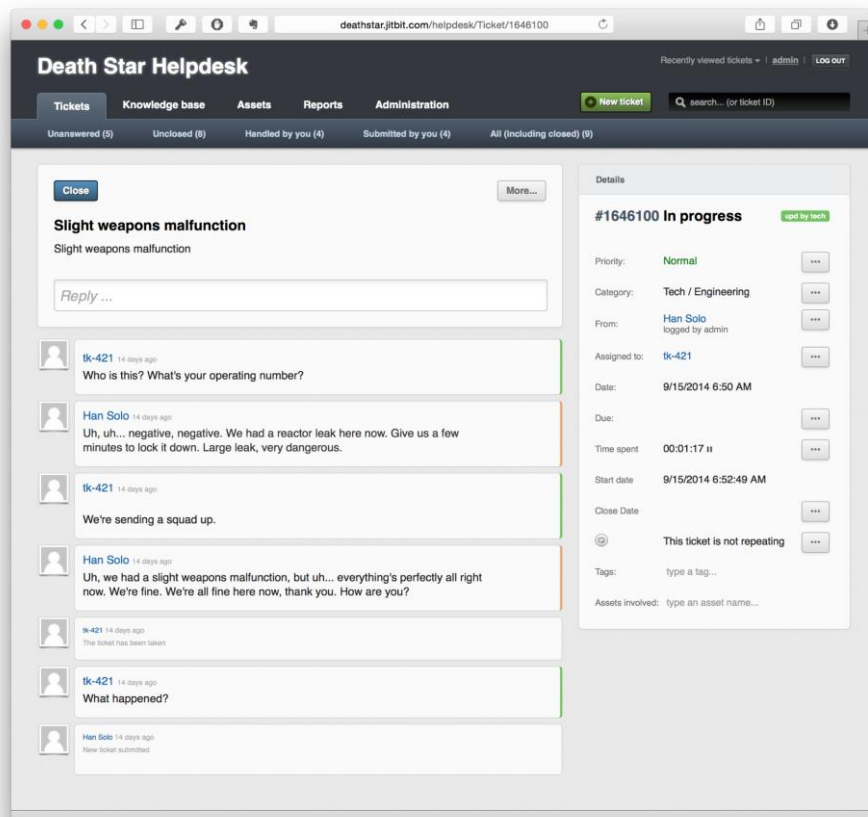 deathstar.jitbit.com/helpdesk/Ticket/1646100
Death Star Helpdesk
Recently viewed tickets | admin | LOG OUT
Tickets Knowledge base Assets Reports Administration
New ticket
search... (or ticket ID)
Unanswered (5) Unclosed (8) Handled by you (4) Submitted by you (4) All (including closed) (9)
Close
More...
Slight weapons malfunction
Slight weapons malfunction
Reply ...
tk-421 14 days ago
Who is this? What's your operating number?
Han Solo 14 days ago
Uh, uh... negative, negative. We had a reactor leak here now. Give us a few
minutes to lock it down. Large leak, very dangerous.
tk-421 14 days ago
We're sending a squad up.
Han Solo 14 days ago
Uh, we had a slight weapons malfunction, but uh... everything's perfectly all right
now. We're fine. We're all fine here now, thank you. How are you?
tk-421 14 days ago
The ticket has been taken
tk-421 14 days ago
What happened?
Han Solo 14 days ago
New ticket submitted
Details
#1646100 In progress upd by tech
Priority: Normal
Category: Tech / Engineering
From: Han Solo
logged by admin
Assigned to: tk-421
Date: 9/15/2014 6:50 AM
Due:
Time spent 00:01:17
Start date 9/15/2014 6:52:49 AM
Close Date
This ticket is not repeating
Tags: type a tag...
Assets involved: type an asset name...